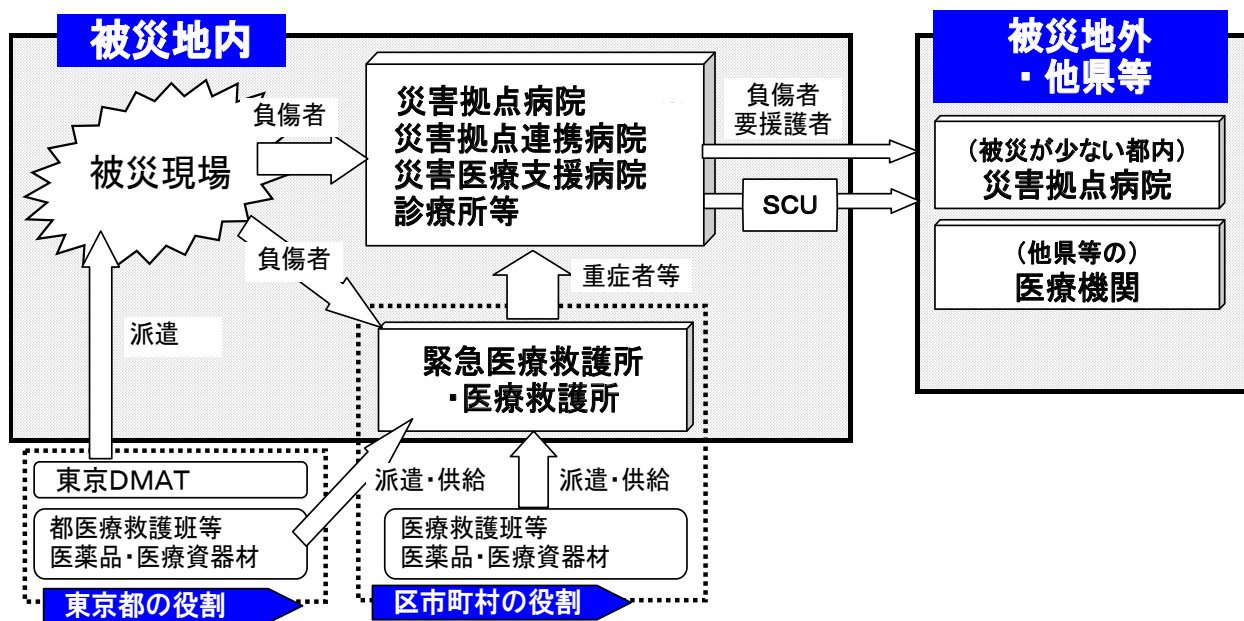 被災地内
被災現場
負傷者
負傷者
災害拠点病院
災害拠点連携病院
災害医療支援病院
診療所等
負傷者
要援護者
SCU
重症者等
緊急医療救護所
・医療救護所
派遣
被災地外
・他県等
(被災が少ない都内)
災害拠点病院
(他県等の)
医療機関
東京DMAT
都医療救護班等
医薬品・医療資器材
東京都の役割
派遣・供給
派遣・供給
医療救護班等
医薬品・医療資器材
区市町村の役割